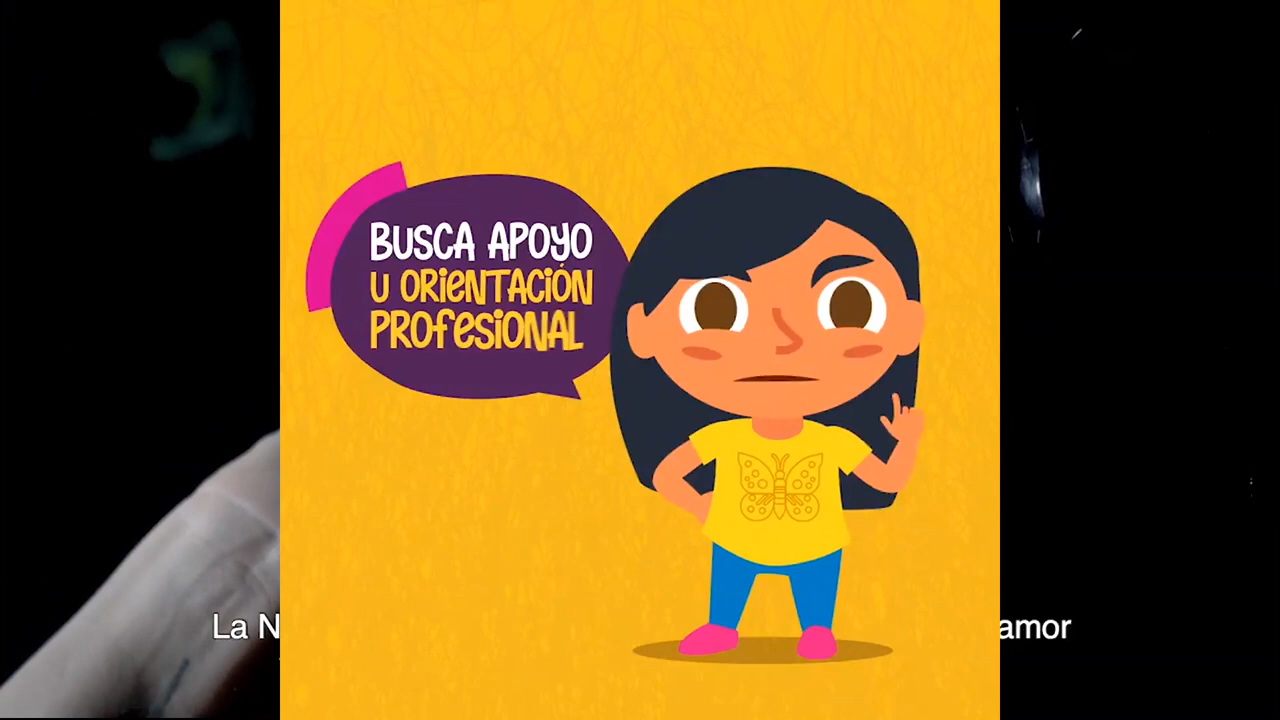 BUSCA APOYO
U ORIENTACIÓN
PROFESIONAL
La N
amor